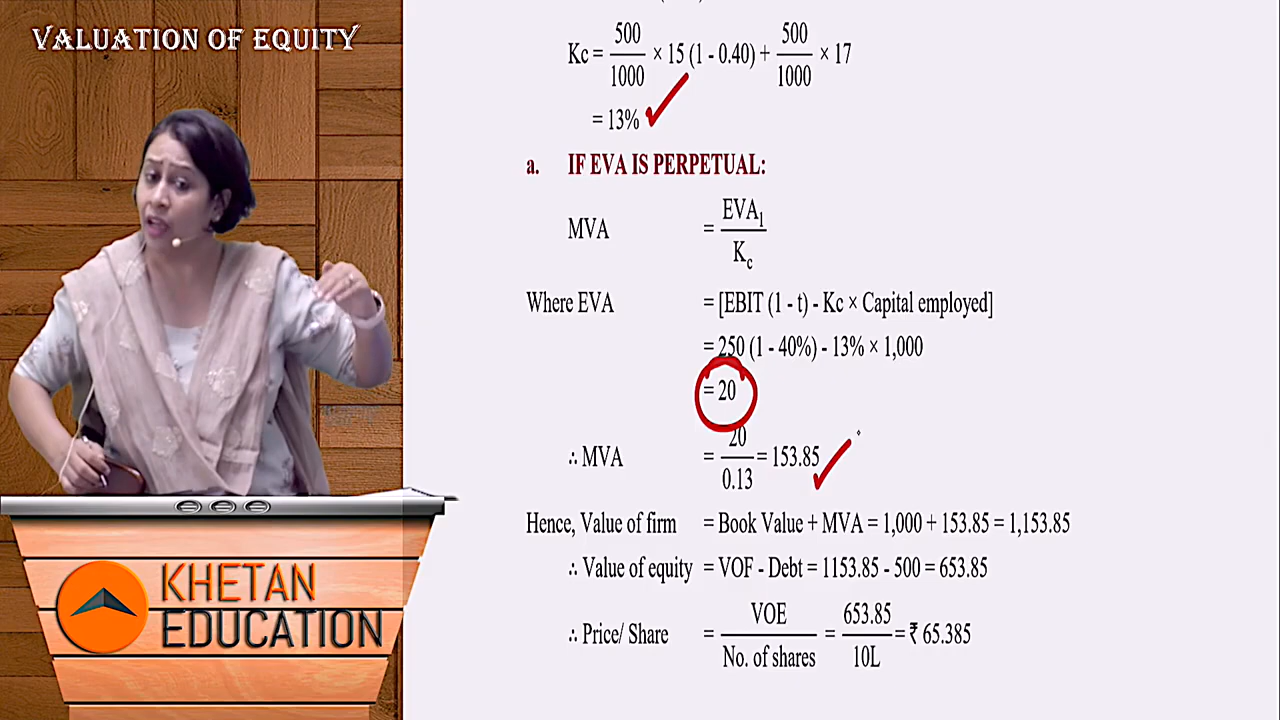 VALUATION OF EQUITY
Kc = 500/1000 × 15 (1 - 0.40) + 500/1000 × 17
= 13%
a. IF EVA IS PERPETUAL:
MVA = EVA₁/Kc
Where EVA = [EBIT (1 - t) - Kc × Capital employed]
= 250 (1 - 40%) - 13% × 1,000
= 20
∴ MVA = 20/0.13 = 153.85
Hence, Value of firm = Book Value + MVA = 1,000 + 153.85 = 1,153.85
∴ Value of equity = VOF - Debt = 1153.85 - 500 = 653.85
∴ Price/ Share = VOE/No. of shares = 653.85/10L = ₹ 65.385
KHETAN
EDUCATION